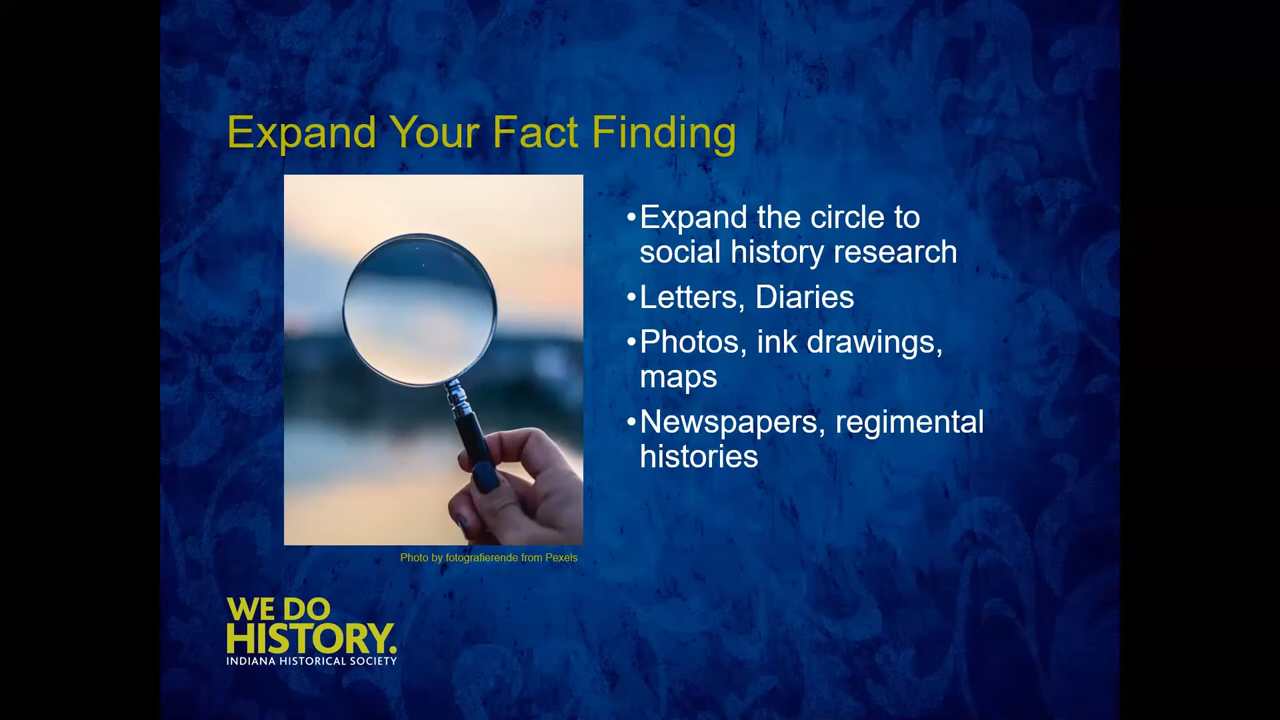 Expand Your Fact Finding
•Expand the circle to
social history research
•Letters, Diaries
•Photos, ink drawings,
maps
•Newspapers, regimental
histories
Photo by fotografierende from Pexels
WE DO
HISTORY.
INDIANA HISTORICAL SOCIETY